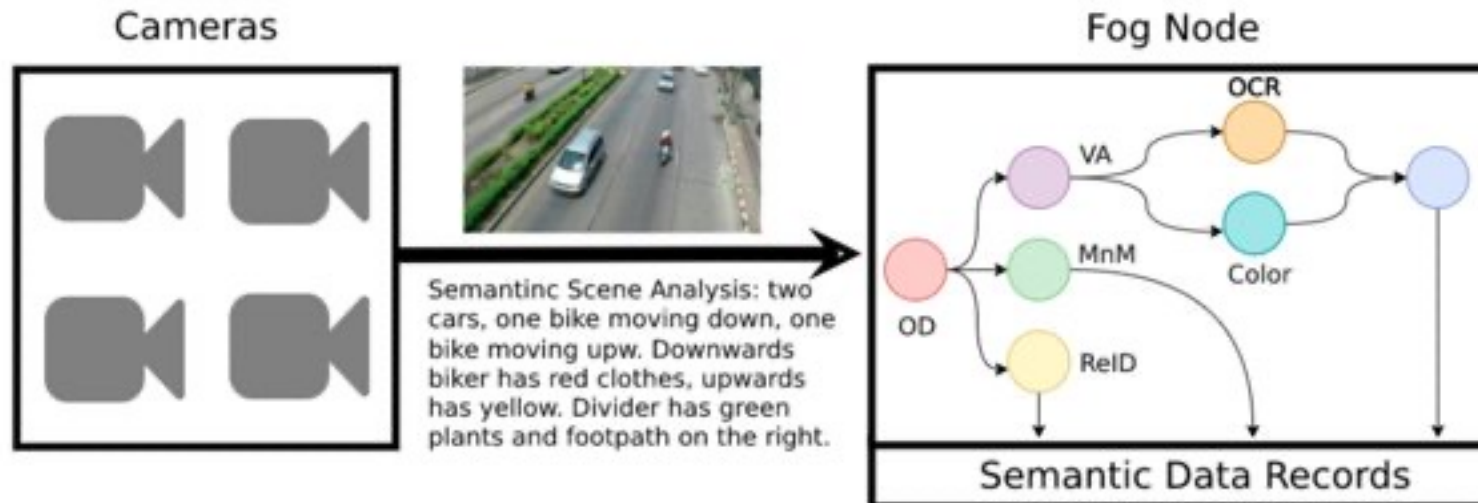 Cameras
Fog Node
OCR
VA
MnM
Color
OD
ReID
Semantinc Scene Analysis: two
cars, one bike moving down, one
bike moving upw. Downwards
biker has red clothes, upwards
has yellow. Divider has green
plants and footpath on the right.
Semantic Data Records